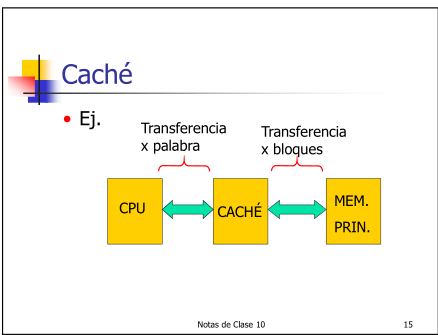 Caché
• Ej.
Transferencia
x palabra
Transferencia
x bloques
CPU
CACHÉ
MEM.
PRIN.
Notas de Clase 10
15